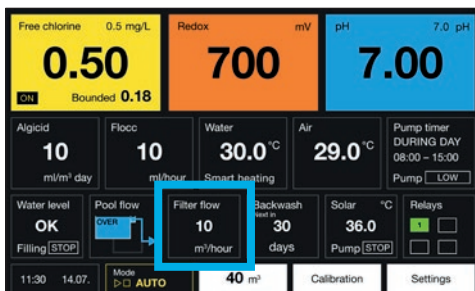 Free chlorine 0.5 mg/L
0.50
ON Bounded 0.18
Redox mV
700
pH 7.0 pH
7.00
Algicid
10
ml/m³ day
Flocc
10
ml/hour
Water
30.0°C
Smart heating
Air
29.0°C
Pump timer
DURING DAY
08:00 – 15:00
Pump LOW
Water level
OK
Filling STOP
Pool flow
OVER
Filter flow
10
m³/hour
Backwash
Next in
30
days
Solar °C
36.0
Pump STOP
Relays
1
11:30 14.07.
Mode
AUTO
40 m³
Calibration
Settings